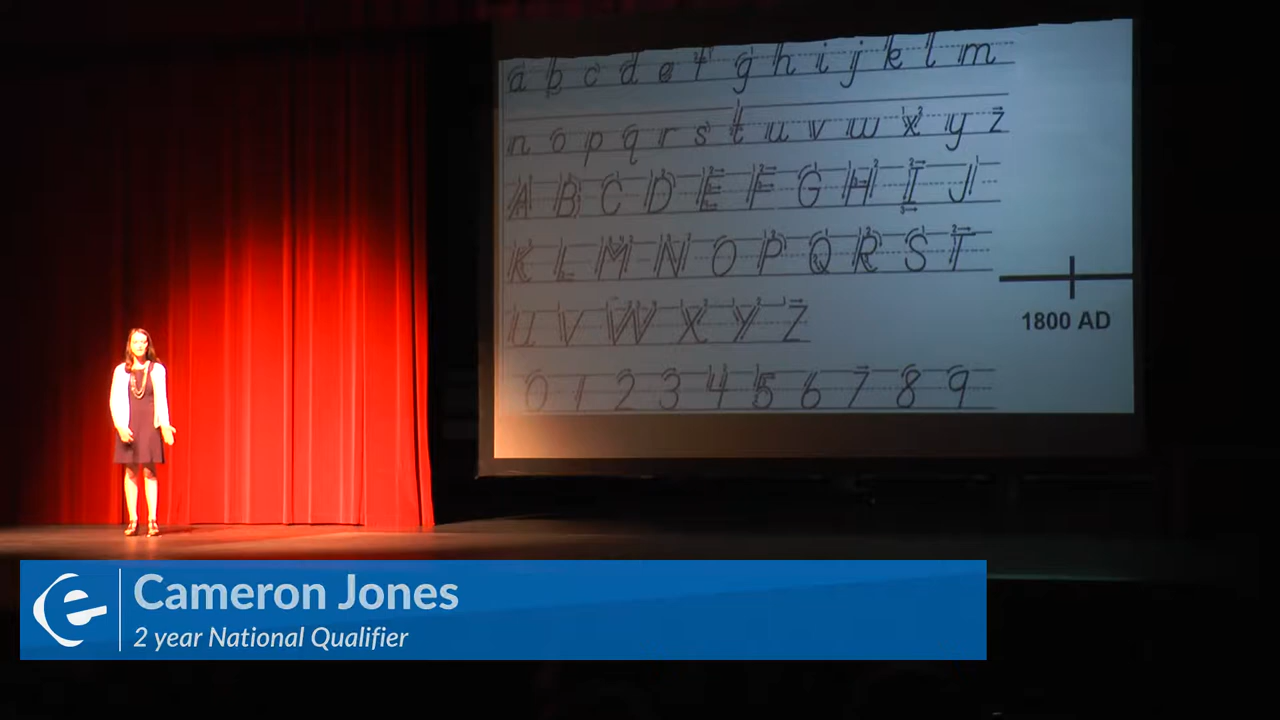 a b c d e f g h i j k l m
n o p q r s t u v w x y z
A B C D E F G H I J
K L M N O P Q R S T
U V W X Y Z
0 1 2 3 4 5 6 7 8 9
1800 AD
Cameron Jones
2 year National Qualifier